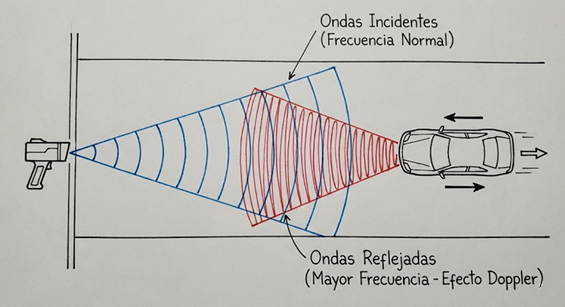 Ondas Incidentes
(Frecuencia Normal)
Ondas Reflejadas
(Mayor Frecuencia - Efecto Doppler)